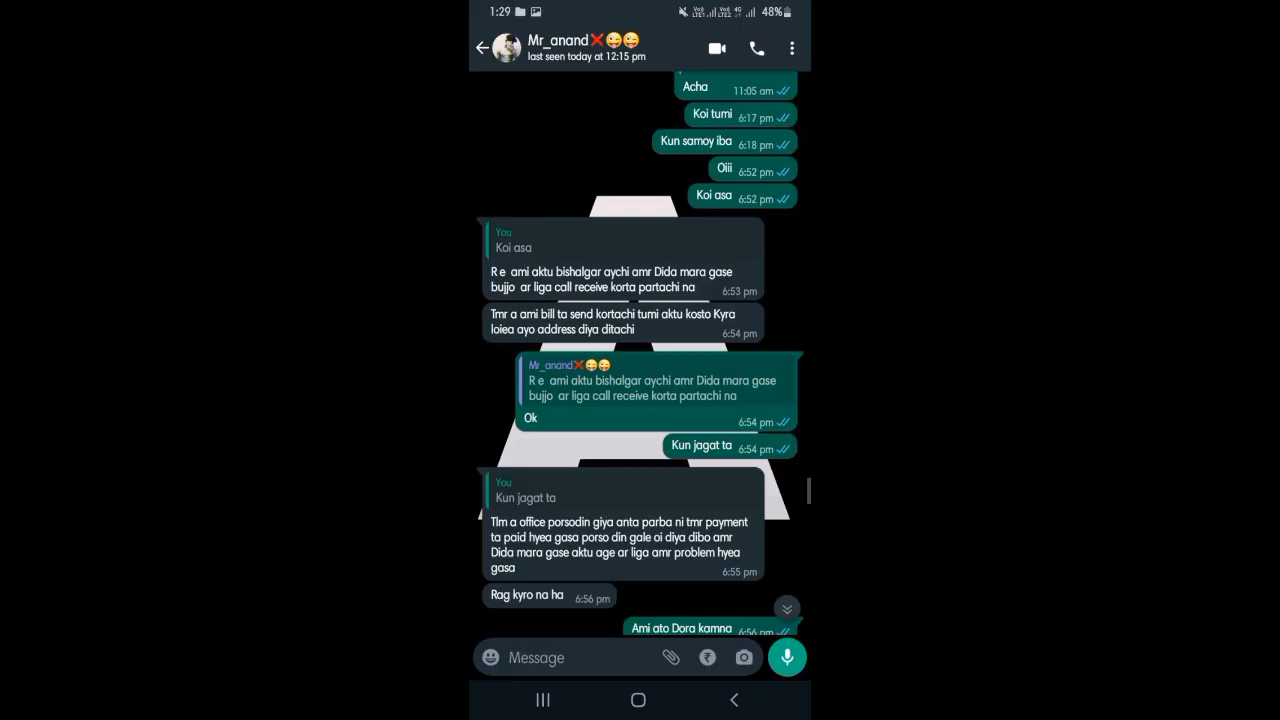 1:29 48%
Mr_anand❌😜😜
last seen today at 12:15 pm
Acha 11:05 am
Koi tumi 6:17 pm
Kun samoy iba 6:18 pm
Oiii 6:52 pm
Koi asa 6:52 pm
You
Koi asa
R e ami aktu bishalgar aychi amr Dida mara gase
bujjo ar liga call receive korta partachi na 6:53 pm
Tmr a ami bill ta send kortachi tumi aktu kosto Kyra
loiea ayo address diya ditachi 6:54 pm
Mr_anand❌😜😜
R e ami aktu bishalgar aychi amr Dida mara gase
bujjo ar liga call receive korta partachi na
Ok 6:54 pm
Kun jagat ta 6:54 pm
You
Kun jagat ta
Tlm a office porsodin giya anta parba ni tmr payment
ta paid hyea gasa porso din gale oi diya dibo amr
Dida mara gase aktu age ar liga amr problem hyea
gasa 6:55 pm
Rag kyro na ha 6:56 pm
Ami ato Dora kamna 6:56 pm
Message